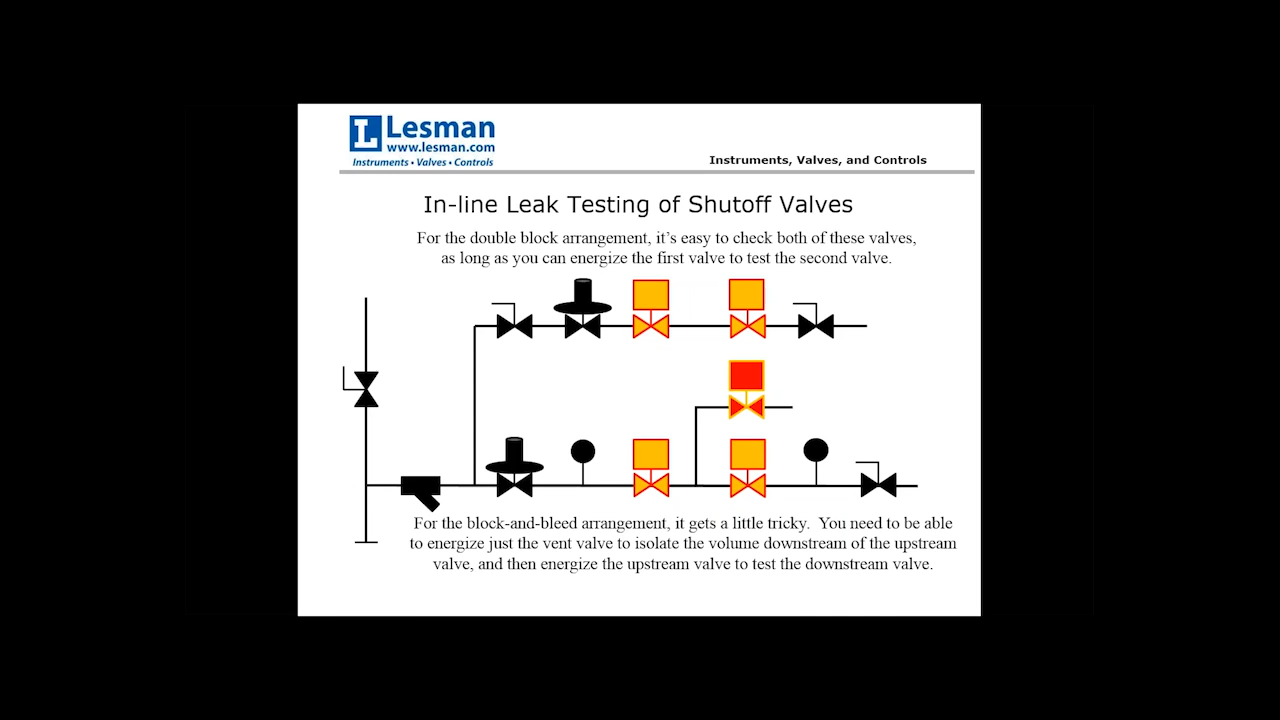 L Lesman
www.lesman.com
Instruments • Valves • Controls
Instruments, Valves, and Controls
In-line Leak Testing of Shutoff Valves
For the double block arrangement, it’s easy to check both of these valves,
as long as you can energize the first valve to test the second valve.
For the block-and-bleed arrangement, it gets a little tricky.  You need to be able
to energize just the vent valve to isolate the volume downstream of the upstream
valve, and then energize the upstream valve to test the downstream valve.